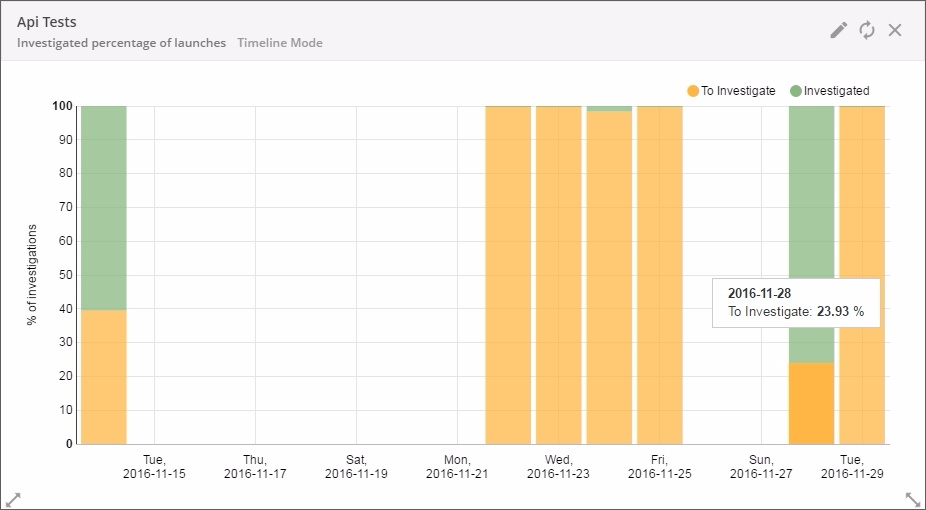 Api Tests
Investigated percentage of launches Timeline Mode
To Investigate Investigated
100
90
80
70
60
50
40
30
20
10
0
% of investigations
2016-11-28
To Investigate: 23.93 %
Tue, Thu, Sat, Mon, Wed, Fri, Sun, Tue,
2016-11-15 2016-11-17 2016-11-19 2016-11-21 2016-11-23 2016-11-25 2016-11-27 2016-11-29